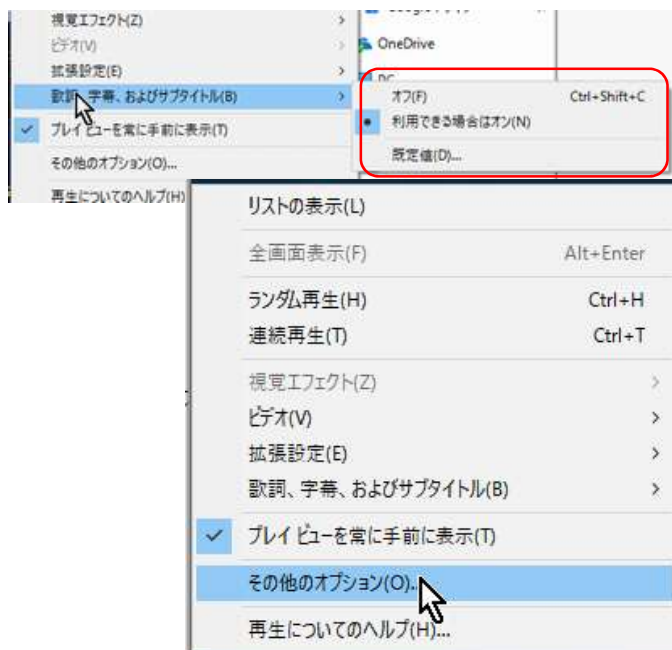 視覚エフェクト(Z)
ビデオ(V)
拡張設定(E)
歌詞、字幕、およびサブタイトル(B)
プレイ ビューを常に手前に表示(T)
その他のオプション(O)...
再生についてのヘルプ(H)
OneDrive
PC
オフ(F) Ctrl+Shift+C
利用できる場合はオン(N)
既定値(D)...
リストの表示(L)
全画面表示(F) Alt+Enter
ランダム再生(H) Ctrl+H
連続再生(T) Ctrl+T
視覚エフェクト(Z)
ビデオ(V)
拡張設定(E)
歌詞、字幕、およびサブタイトル(B)
プレイ ビューを常に手前に表示(T)
その他のオプション(O)...
再生についてのヘルプ(H)...